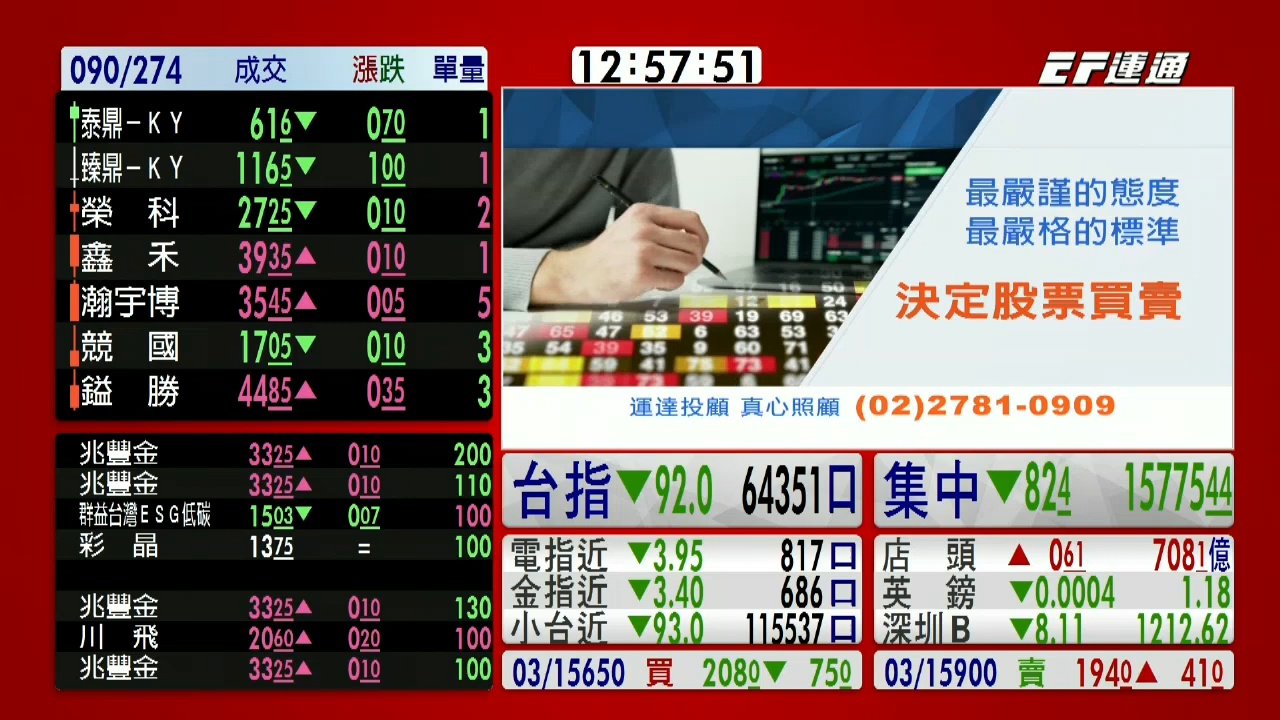 090/274 成交 漲跌 單量
泰鼎－ＫＹ 616▼ 070 1
臻鼎－ＫＹ 1165▼ 100 1
榮科 2725▼ 010 2
鑫禾 3935▲ 010 1
瀚宇博 3545▲ 005 5
競國 1705▼ 010 3
鎰勝 4485▲ 035 3
兆豐金 3325▲ 010 200
兆豐金 3325▲ 010 110
群益台灣ＥＳＧ低碳 1503▼ 007 100
彩晶 1375 = 100
兆豐金 3325▲ 010 130
川飛 2060▲ 020 100
兆豐金 3325▲ 010 100
12:57:51
EF運通
最嚴謹的態度
最嚴格的標準
決定股票買賣
運達投顧 真心照顧 (02)2781-0909
台指▼92.0 64351口
集中▼824 1577544
電指近 ▼3.95 817口
金指近 ▼3.40 686口
小台近 ▼93.0 115537口
店頭 ▲ 061 7081億
英鎊 ▼0.0004 1.18
深圳B ▼8.11 1212.62
03/15650 買 2080▼ 750
03/15900 賣 1940▲ 410